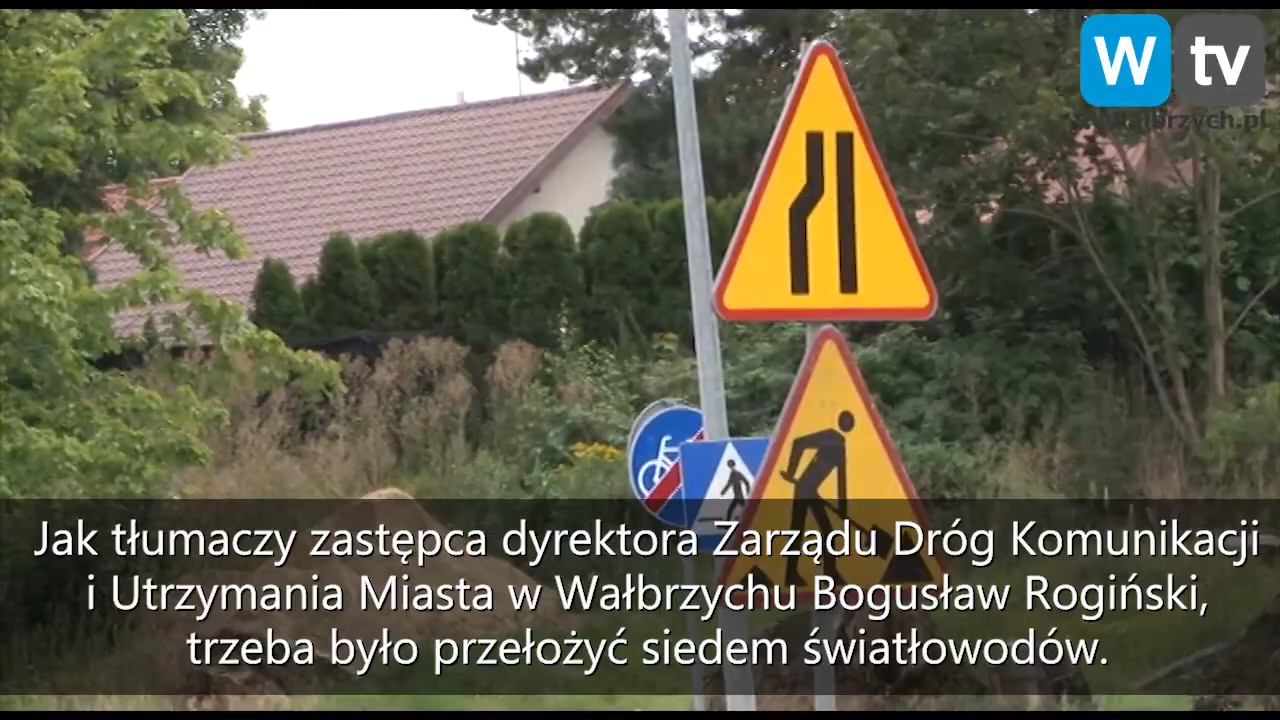 W tv
Jak tłumaczy zastępca dyrektora Zarządu Dróg Komunikacji
i Utrzymania Miasta w Wałbrzychu Bogusław Rogiński,
trzeba było przełożyć siedem światłowodów.